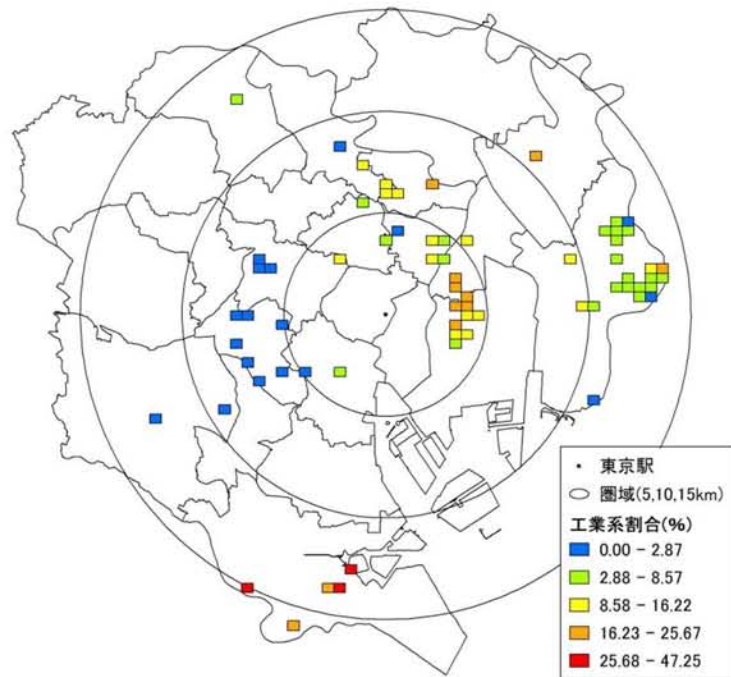 東京駅
圏域(5,10,15km)
工業系割合(%)
0.00 - 2.87
2.88 - 8.57
8.58 - 16.22
16.23 - 25.67
25.68 - 47.25